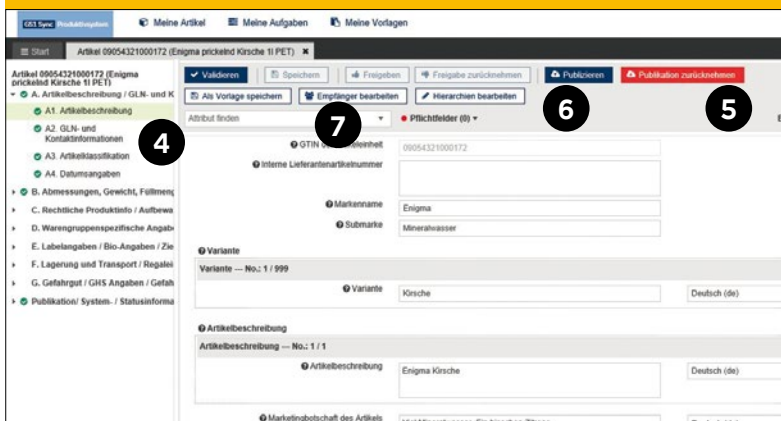 GS1 Sync Produktivsystem
Meine Artikel
Meine Aufgaben
Meine Vorlagen
Start
Artikel 09054321000172 (Enigma prickelnd Kirsche 1l PET)
Artikel 09054321000172 (Enigma
prickelnd Kirsche 1l PET)
A. Artikelbeschreibung / GLN- und K
A1. Artikelbeschreibung
A2. GLN- und
Kontaktinformationen
A3. Artikelklassifikation
A4. Datumsangaben
B. Abmessungen, Gewicht, Füllmeng
C. Rechtliche Produktinfo / Aufbewa
D. Warengruppenspezifische Angab
E. Labelangaben / Bio-Angaben / Zie
F. Lagerung und Transport / Regalei
G. Gefahrgut / GHS Angaben / Gefah
Publikation/ System- / Statusinforma
4
Validieren
Speichern
Freigeben
Freigabe zurücknehmen
Publizieren
Publikation zurücknehmen
Als Vorlage speichern
Empfänger bearbeiten
Hierarchien bearbeiten
6
5
7
Attribut finden
Pflichtfelder (0)
GTIN
09054321000172
Interne Lieferantenartikelnummer
Markenname
Enigma
Submarke
Mineralwasser
Variante
Variante — No.: 1 / 999
Variante
Kirsche
Deutsch (de)
Artikelbeschreibung
Artikelbeschreibung — No.: 1 / 1
Artikelbeschreibung
Enigma Kirsche
Deutsch (de)
Marketingbotschaft des Artikels